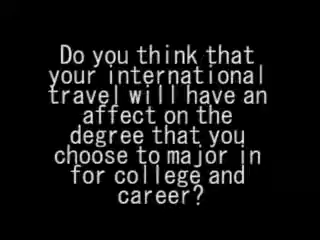 Do you think that
your international
travel will have an
affect on the
degree that you
choose to major in
for college and
career?